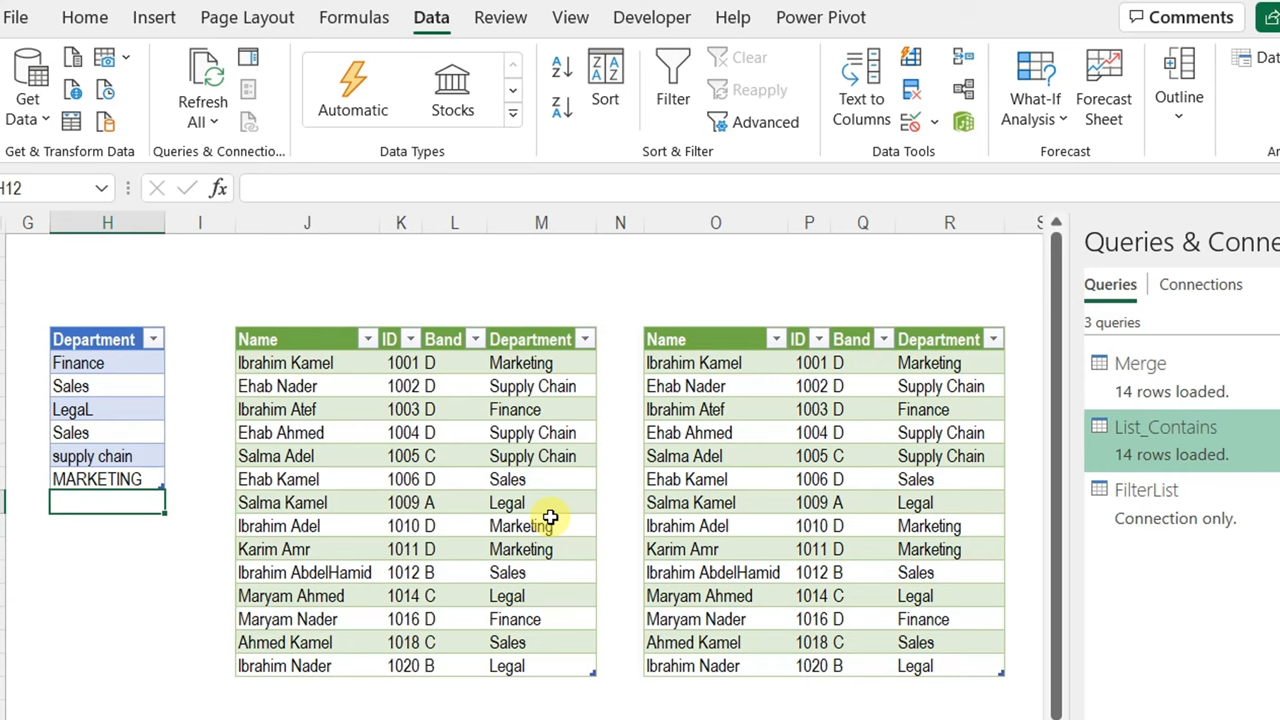 File Home Insert Page Layout Formulas Data Review View Developer Help Power Pivot Comments
Get Data
Refresh All
Automatic
Stocks
Sort
Filter
Clear
Reapply
Advanced
Text to Columns
What-If Analysis
Forecast Sheet
Outline
Get & Transform Data Queries & Connectio... Data Types Sort & Filter Data Tools Forecast
H12 fx
G H I J K L M N O P Q R
Department
Finance
Sales
LegaL
Sales
supply chain
MARKETING
Name ID Band Department
Ibrahim Kamel 1001 D Marketing
Ehab Nader 1002 D Supply Chain
Ibrahim Atef 1003 D Finance
Ehab Ahmed 1004 D Supply Chain
Salma Adel 1005 C Supply Chain
Ehab Kamel 1006 D Sales
Salma Kamel 1009 A Legal
Ibrahim Adel 1010 D Marketing
Karim Amr 1011 D Marketing
Ibrahim AbdelHamid 1012 B Sales
Maryam Ahmed 1014 C Legal
Maryam Nader 1016 D Finance
Ahmed Kamel 1018 C Sales
Ibrahim Nader 1020 B Legal
Name ID Band Department
Ibrahim Kamel 1001 D Marketing
Ehab Nader 1002 D Supply Chain
Ibrahim Atef 1003 D Finance
Ehab Ahmed 1004 D Supply Chain
Salma Adel 1005 C Supply Chain
Ehab Kamel 1006 D Sales
Salma Kamel 1009 A Legal
Ibrahim Adel 1010 D Marketing
Karim Amr 1011 D Marketing
Ibrahim AbdelHamid 1012 B Sales
Maryam Ahmed 1014 C Legal
Maryam Nader 1016 D Finance
Ahmed Kamel 1018 C Sales
Ibrahim Nader 1020 B Legal
Queries & Conne
Queries Connections
3 queries
Merge
14 rows loaded.
List_Contains
14 rows loaded.
FilterList
Connection only.